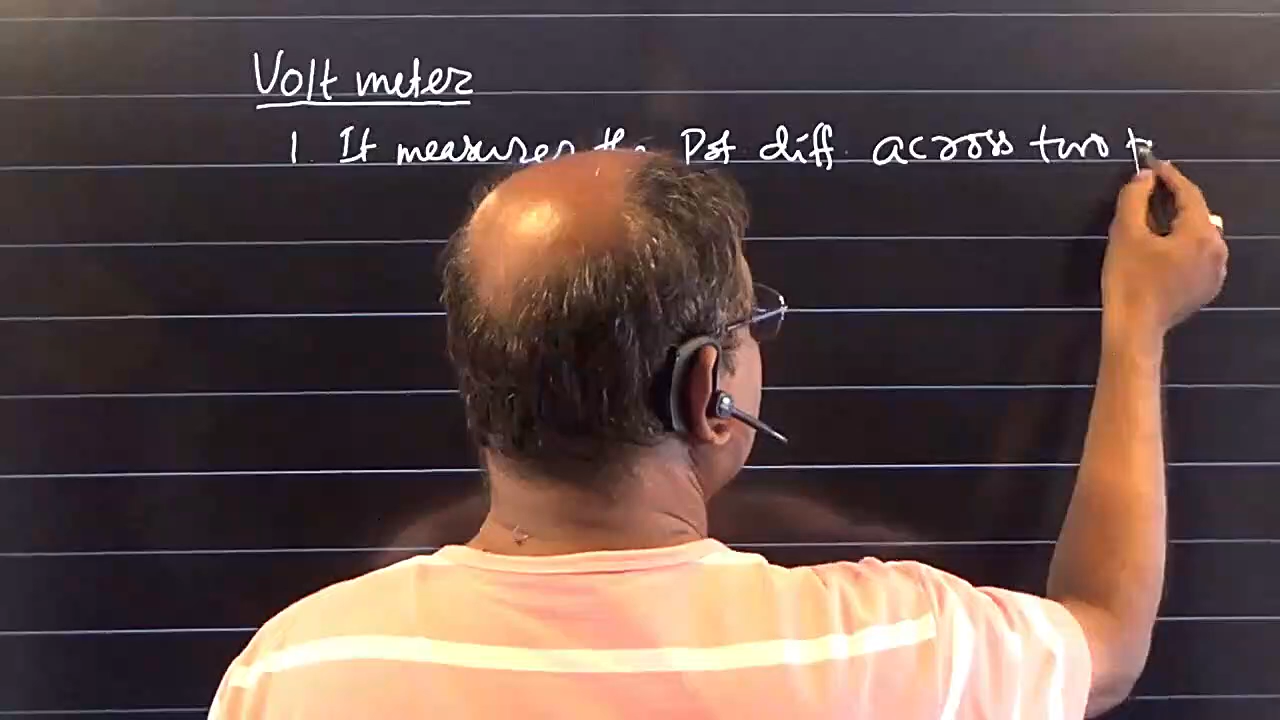 Volt meter
1. It measures the Pot diff. across two